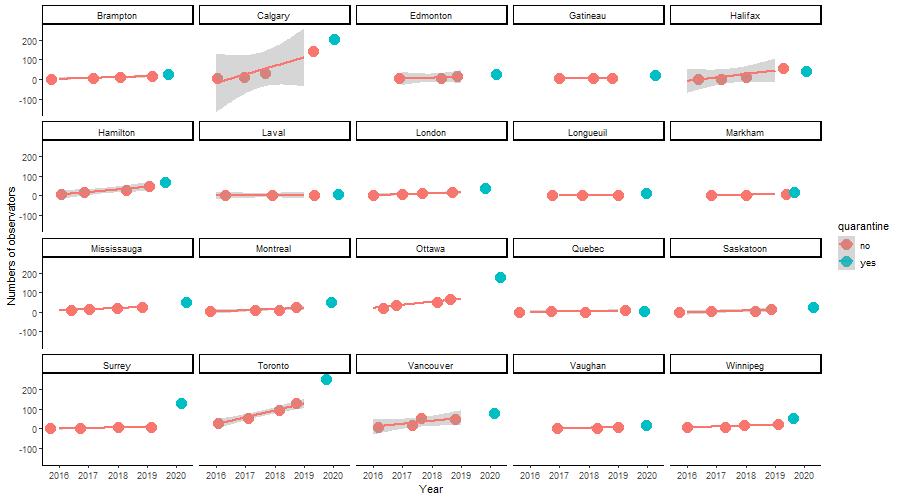 Brampton Calgary Edmonton Gatineau Halifax
200
100
0
-100
Hamilton Laval London Longueuil Markham
200
100
0
-100
Mississauga Montreal Ottawa Quebec Saskatoon
200
100
0
-100
Surrey Toronto Vancouver Vaughan Winnipeg
200
100
0
-100
2016 2017 2018 2019 2020 2016 2017 2018 2019 2020 2016 2017 2018 2019 2020 2016 2017 2018 2019 2020 2016 2017 2018 2019 2020
Year
Numbers of observators
quarantine
no
yes